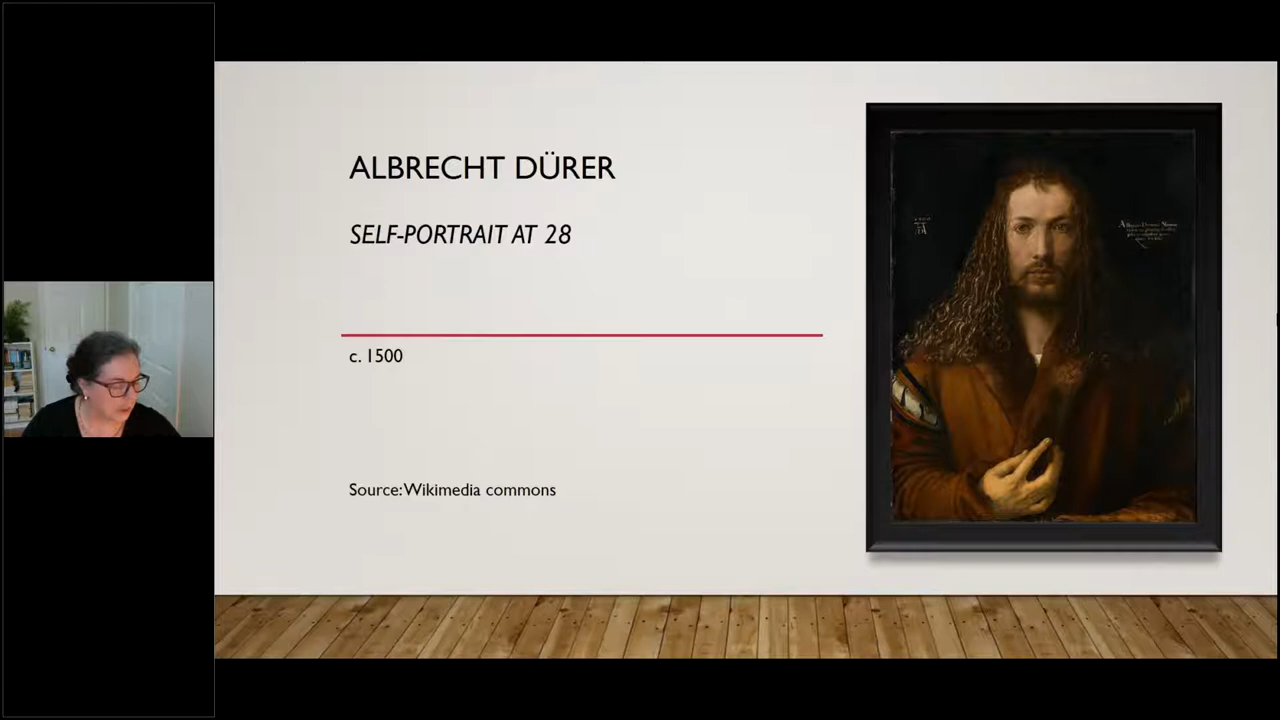 ALBRECHT DÜRER
SELF-PORTRAIT AT 28
c. 1500
Source: Wikimedia commons